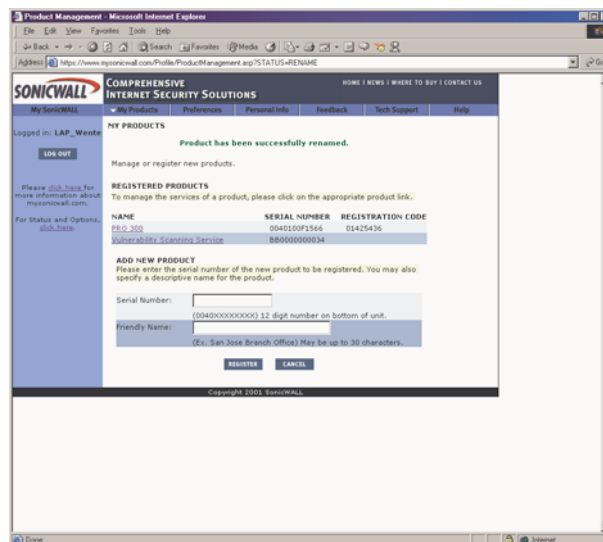 Product Management - Microsoft Internet Explorer
File Edit View Favorites Tools Help
Back Search Favorites Media
Address https://www.mysonicwall.com/Profile/ProductManagement.asp?STATUS=RENAME
SONICWALL
COMPREHENSIVE
INTERNET SECURITY SOLUTIONS
HOME | NEWS | WHERE TO BUY | CONTACT US
My SonicWALL My Products Preferences Personal Info Feedback Tech Support Help
Logged in: LAP_Wente
LOG OUT
Please click here for
more information about
mysonicwall.com.
For Status and Options,
click here.
MY PRODUCTS
Product has been successfully renamed.
Manage or register new products.
REGISTERED PRODUCTS
To manage the services of a product, please click on the appropriate product link.
NAME SERIAL NUMBER REGISTRATION CODE
PRO 300 0040100F1566 01425436
Vulnerability Scanning Service BB0000000034
ADD NEW PRODUCT
Please enter the serial number of the new product to be registered. You may also
specify a descriptive name for the product.
Serial Number:
(0040XXXXXXXX) 12 digit number on bottom of unit.
Friendly Name:
(Ex. San Jose Branch Office) May be up to 30 characters.
REGISTER CANCEL
Copyright 2001 SonicWALL
Done Internet